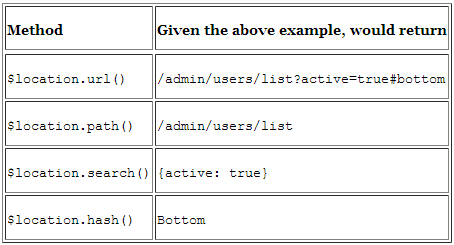 Method Given the above example, would return
$location.url() /admin/users/list?active=true#bottom
$location.path() /admin/users/list
$location.search() {active: true}
$location.hash() Bottom